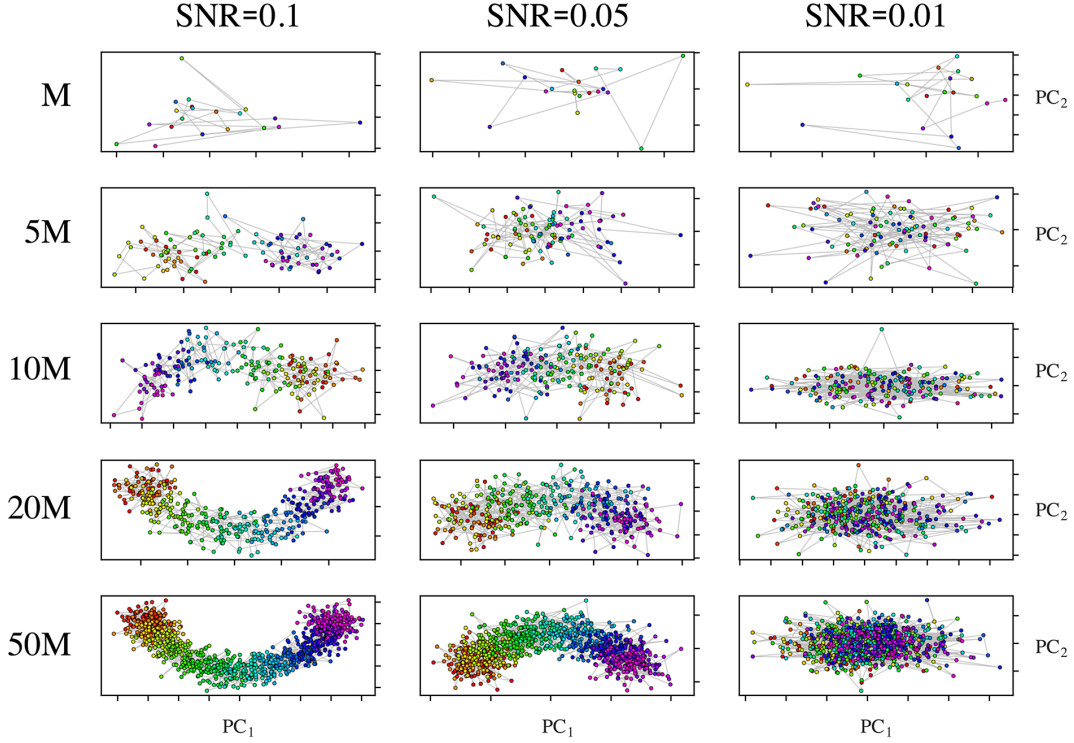 SNR=0.1 SNR=0.05 SNR=0.01
M PC₂
5M PC₂
10M PC₂
20M PC₂
50M PC₂
PC₁ PC₁ PC₁